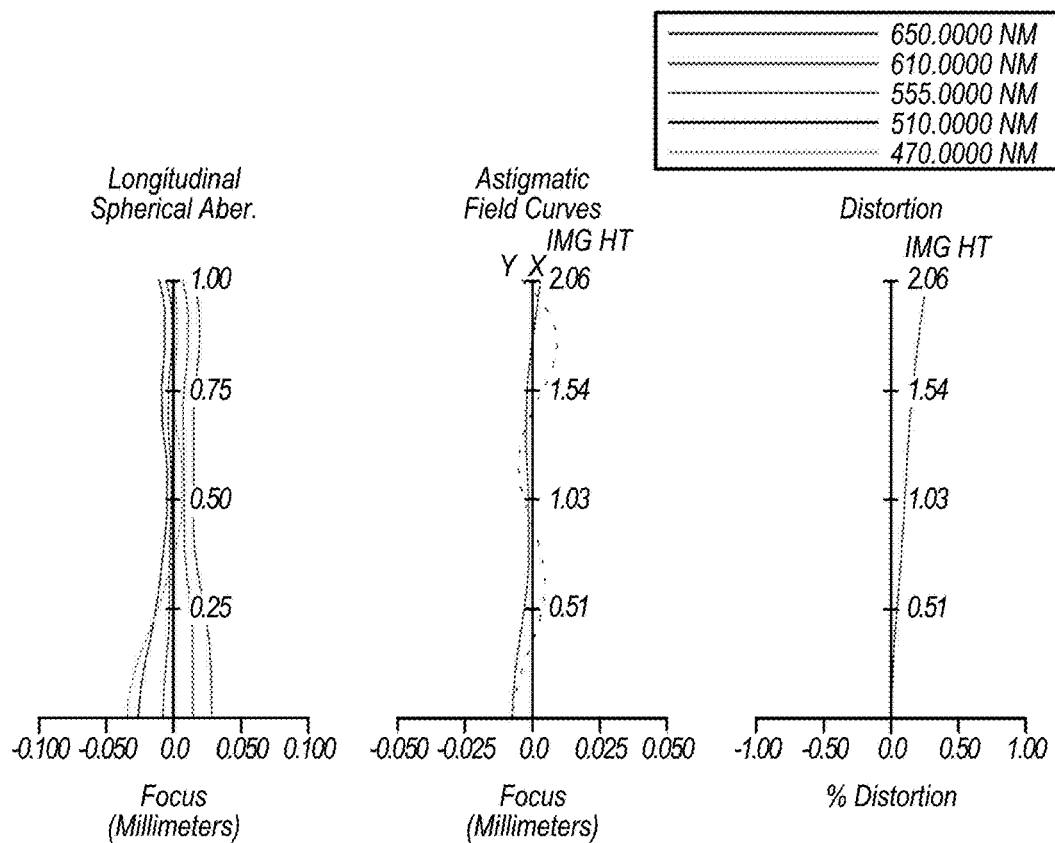 650.0000 NM
610.0000 NM
555.0000 NM
510.0000 NM
470.0000 NM
Longitudinal
Spherical Aber.
1.00
0.75
0.50
0.25
-0.100 -0.050 0.0 0.050 0.100
Focus
(Millimeters)
Astigmatic
Field Curves
IMG HT
Y X
2.06
1.54
1.03
0.51
-0.050 -0.025 0.0 0.025 0.050
Focus
(Millimeters)
Distortion
IMG HT
2.06
1.54
1.03
0.51
-1.00 -0.50 0.0 0.50 1.00
% Distortion